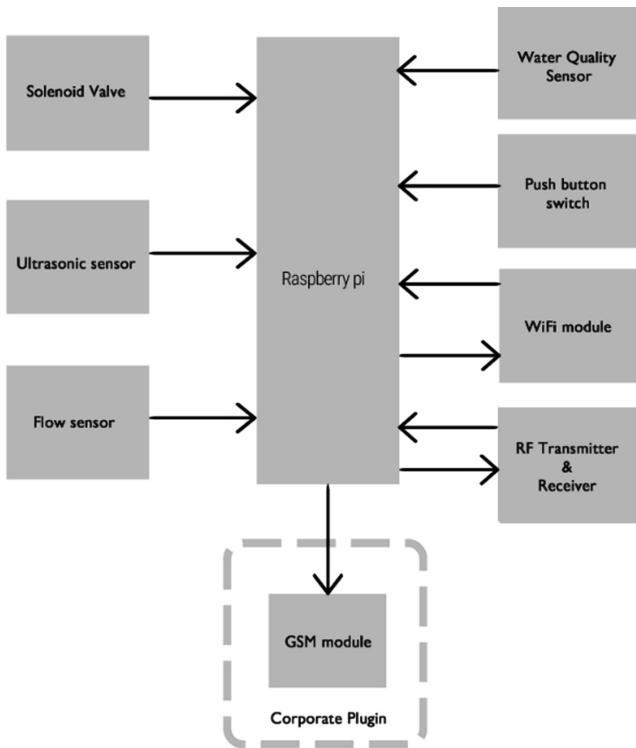 Solenoid Valve
Ultrasonic sensor
Flow sensor
Raspberry pi
Water Quality
Sensor
Push button
switch
WiFi module
RF Transmitter
&
Receiver
GSM module
Corporate Plugin